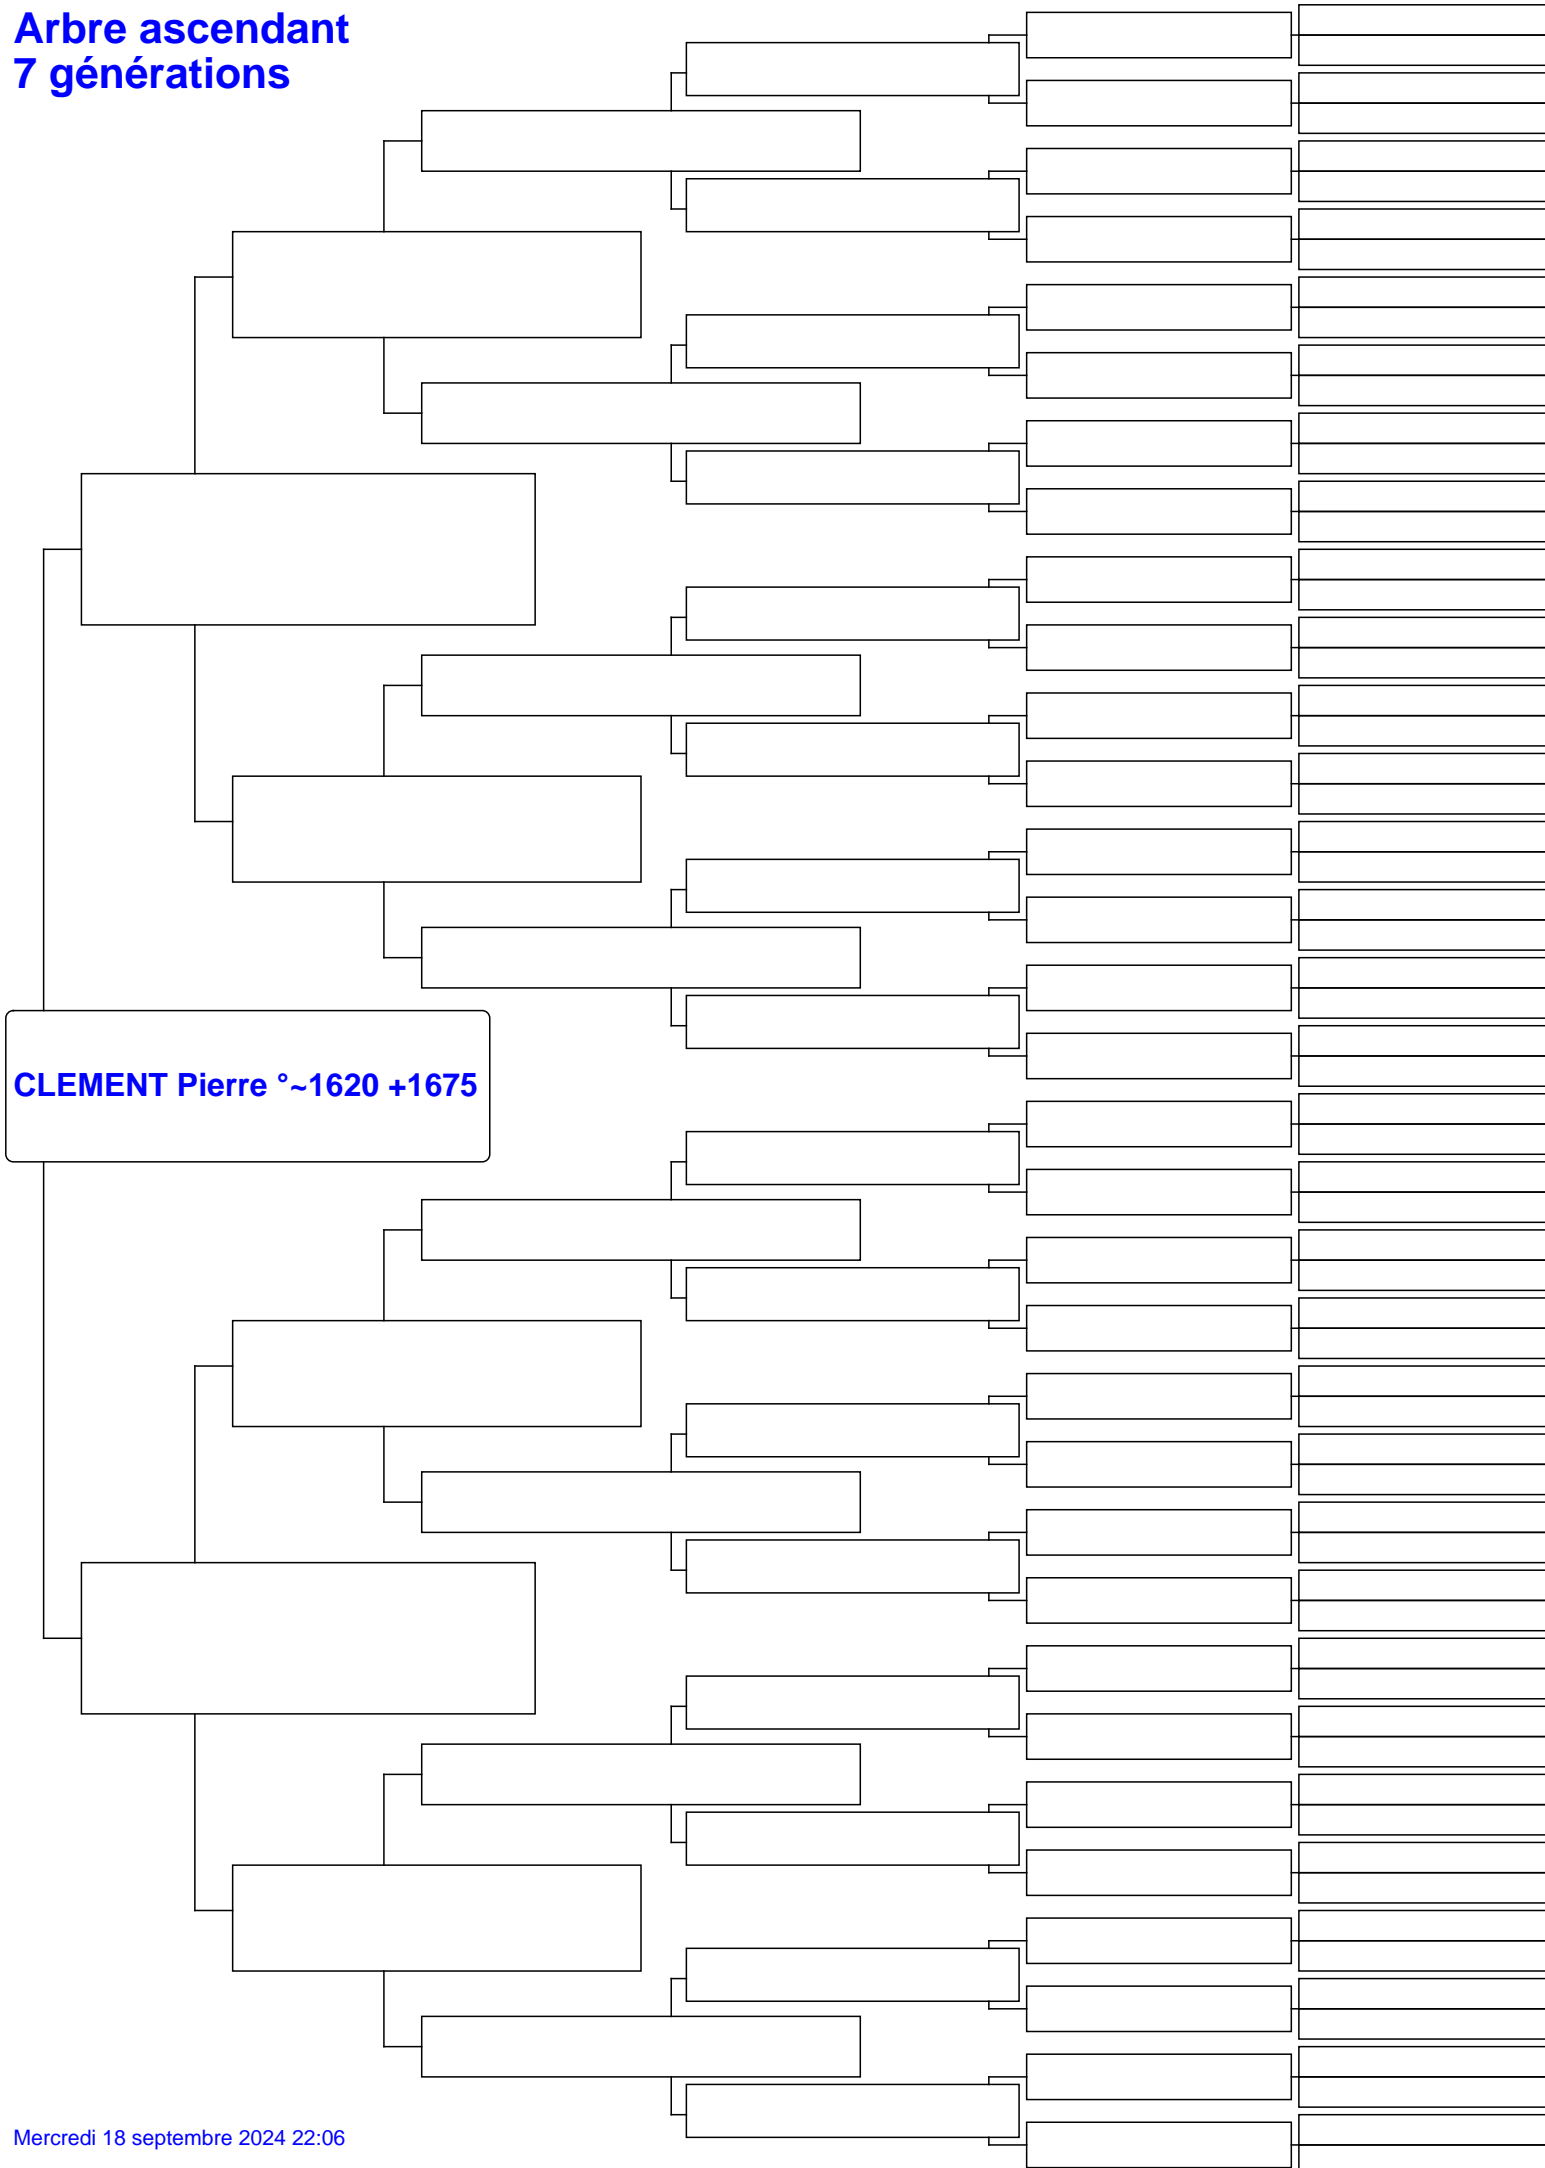 Arbre ascendant
7 générations
CLEMENT Pierre °~1620 +1675
Mercredi 18 septembre 2024 22:06